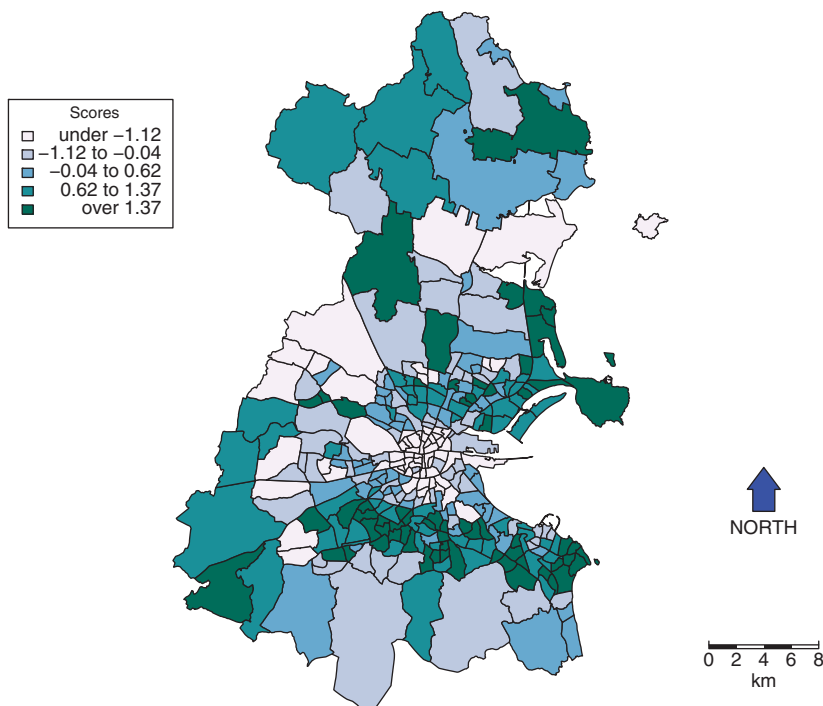 Scores
under −1.12
−1.12 to −0.04
−0.04 to 0.62
0.62 to 1.37
over 1.37
NORTH
0 2 4 6 8
km